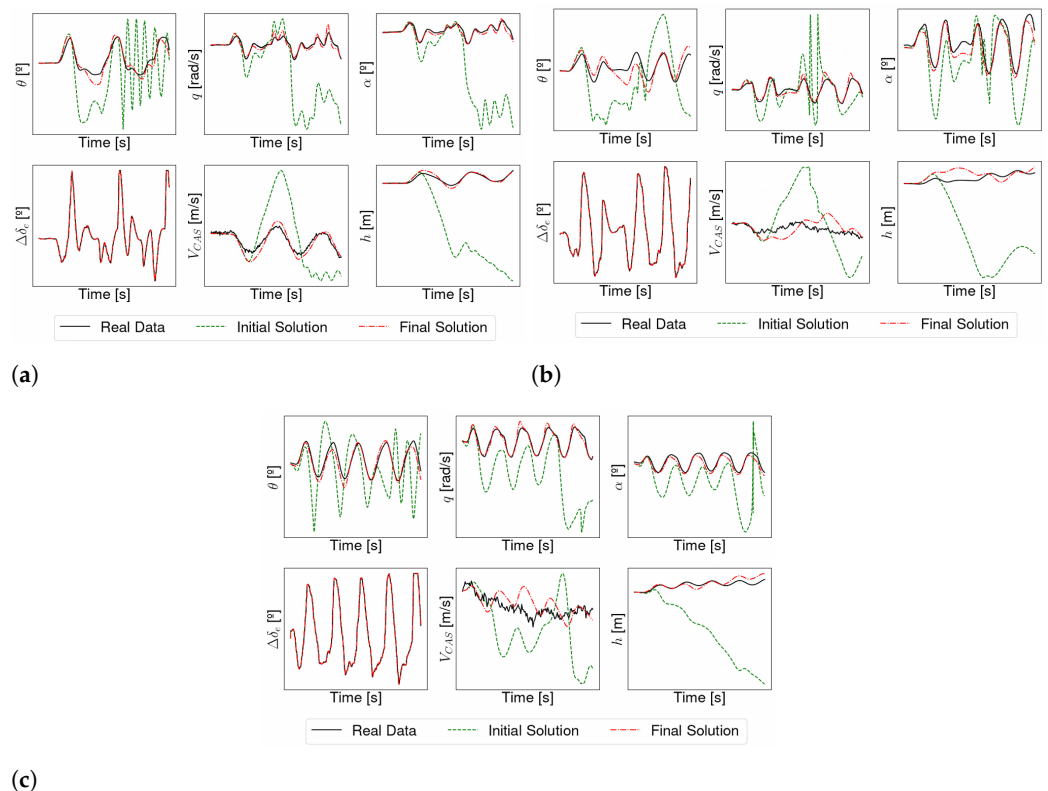 θ [º]
q [rad/s]
α [º]
Time [s] Time [s] Time [s]
Δδe [º]
VCAS [m/s]
h [m]
Time [s] Time [s] Time [s]
Real Data Initial Solution Final Solution
(a)
θ [º]
q [rad/s]
α [º]
Time [s] Time [s] Time [s]
Δδe [º]
VCAS [m/s]
h [m]
Time [s] Time [s] Time [s]
Real Data Initial Solution Final Solution
(b)
θ [º]
q [rad/s]
α [º]
Time [s] Time [s] Time [s]
Δδe [º]
VCAS [m/s]
h [m]
Time [s] Time [s] Time [s]
Real Data Initial Solution Final Solution
(c)